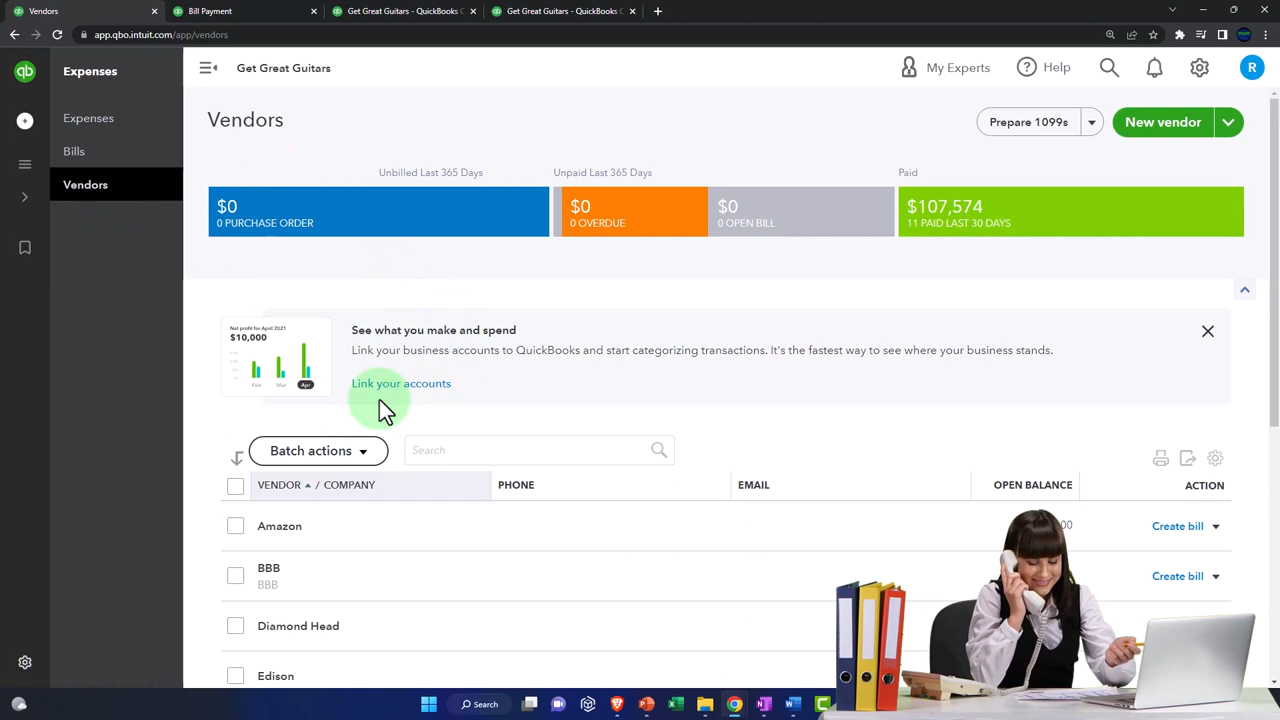 Vendors
Bill Payment
Get Great Guitars - QuickBooks C
Get Great Guitars - QuickBooks C
app.qbo.intuit.com/app/vendors
qb
Expenses
Get Great Guitars
My Experts
Help
R
Expenses
Bills
Vendors
Vendors
Prepare 1099s
New vendor
Unbilled Last 365 Days
Unpaid Last 365 Days
Paid
$0
0 PURCHASE ORDER
$0
0 OVERDUE
$0
0 OPEN BILL
$107,574
11 PAID LAST 30 DAYS
Net profit for April 2021
$10,000
Feb Mar Apr
See what you make and spend
Link your business accounts to QuickBooks and start categorizing transactions. It's the fastest way to see where your business stands.
Link your accounts
Batch actions
Search
VENDOR / COMPANY
PHONE
EMAIL
OPEN BALANCE
ACTION
Amazon
00
Create bill
BBB
BBB
Create bill
Diamond Head
Edison
Search